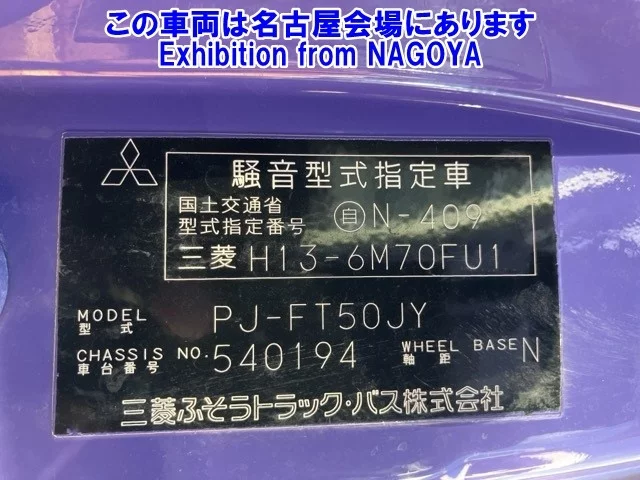 この車両は名古屋会場にあります
Exhibition from NAGOYA
騒音型式指定車
国土交通省
型式指定番号 自N-409
三菱 H13-6M70FU1
MODEL
型式 PJ-FT50JY
CHASSIS NO. 540194 WHEEL BASE N
車台番号 軸距
三菱ふそうトラック・バス株式会社